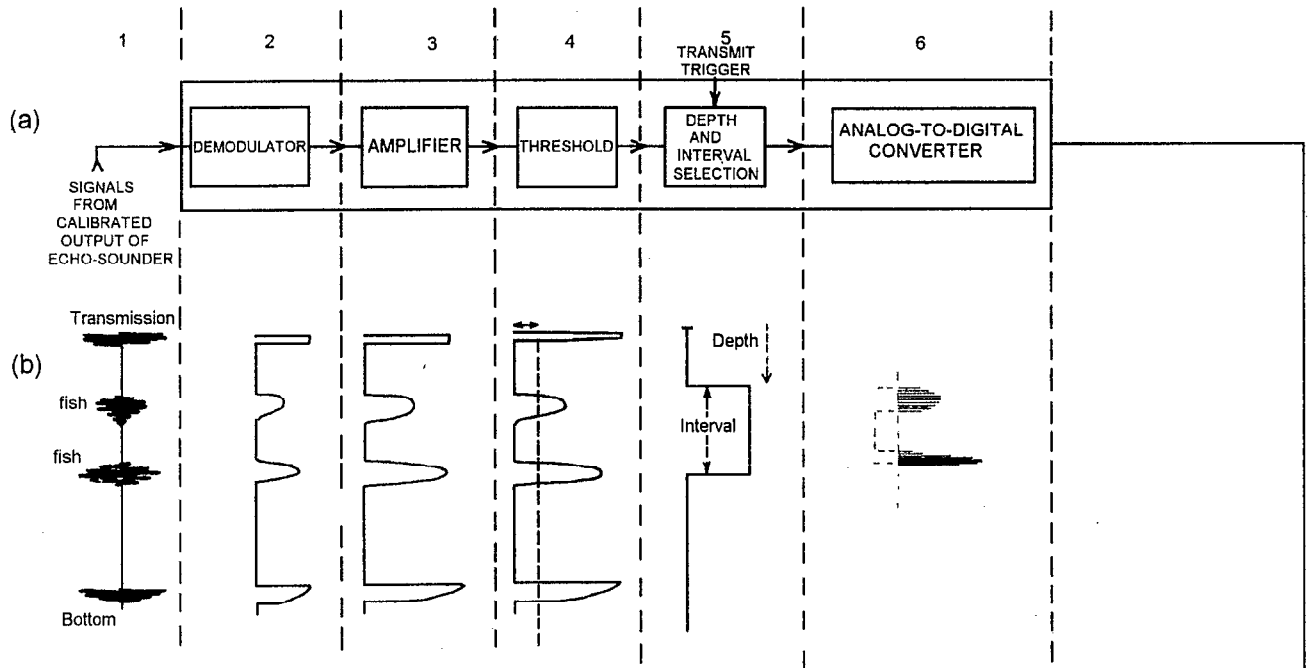 1
2
3
4
5
6
TRANSMIT
TRIGGER
(a)
DEMODULATOR
AMPLIFIER
THRESHOLD
DEPTH
AND
INTERVAL
SELECTION
ANALOG-TO-DIGITAL
CONVERTER
SIGNALS
FROM
CALIBRATED
OUTPUT OF
ECHO-SOUNDER
(b)
Transmission
fish
fish
Bottom
Depth
Interval